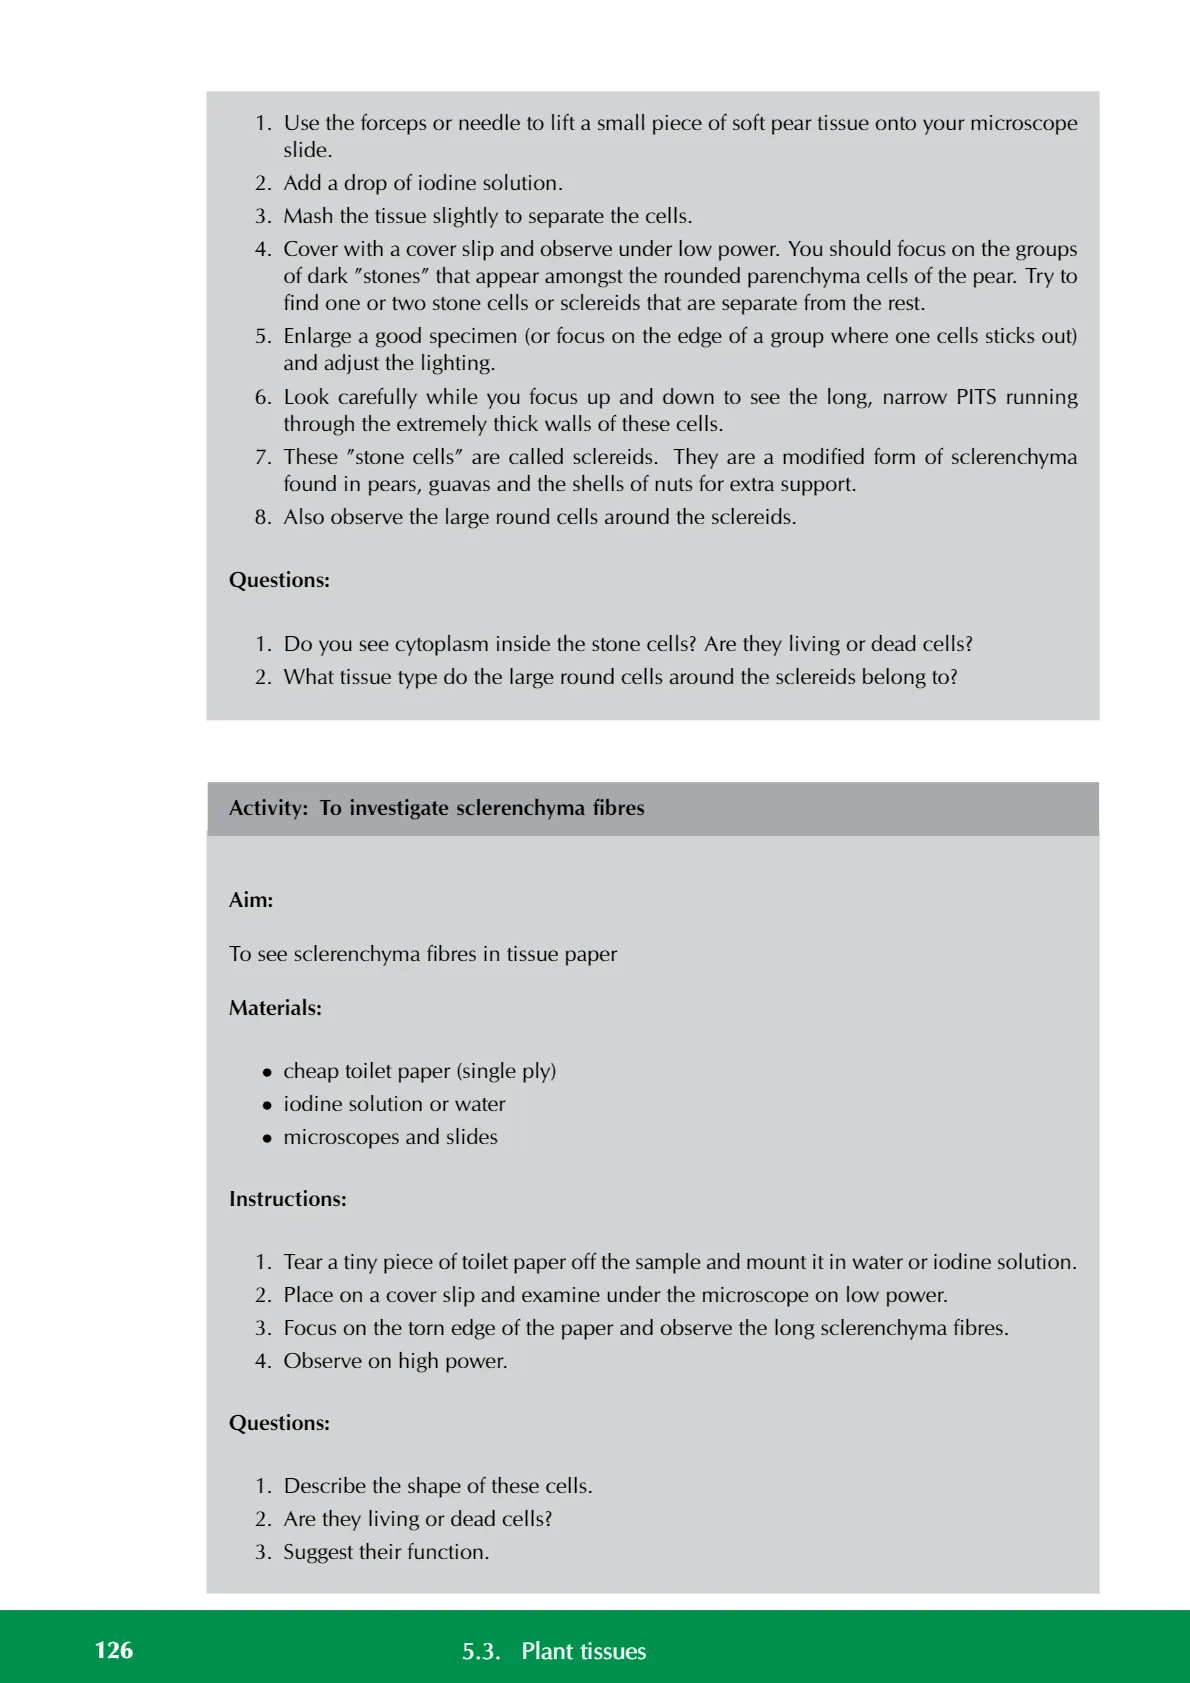 1. Use the forceps or needle to lift a small piece of soft pear tissue onto your microscope
slide.
2. Add a drop of iodine solution.
3. Mash the tissue slightly to separate the cells.
4. Cover with a cover slip and observe under low power. You should focus on the groups
of dark ”stones” that appear amongst the rounded parenchyma cells of the pear. Try to
find one or two stone cells or sclereids that are separate from the rest.
5. Enlarge a good specimen (or focus on the edge of a group where one cells sticks out)
and adjust the lighting.
6. Look carefully while you focus up and down to see the long, narrow PITS running
through the extremely thick walls of these cells.
7. These ”stone cells” are called sclereids. They are a modified form of sclerenchyma
found in pears, guavas and the shells of nuts for extra support.
8. Also observe the large round cells around the sclereids.
Questions:
1. Do you see cytoplasm inside the stone cells? Are they living or dead cells?
2. What tissue type do the large round cells around the sclereids belong to?
Activity: To investigate sclerenchyma fibres
Aim:
To see sclerenchyma fibres in tissue paper
Materials:
• cheap toilet paper (single ply)
• iodine solution or water
• microscopes and slides
Instructions:
1. Tear a tiny piece of toilet paper off the sample and mount it in water or iodine solution.
2. Place on a cover slip and examine under the microscope on low power.
3. Focus on the torn edge of the paper and observe the long sclerenchyma fibres.
4. Observe on high power.
Questions:
1. Describe the shape of these cells.
2. Are they living or dead cells?
3. Suggest their function.
126 5.3. Plant tissues